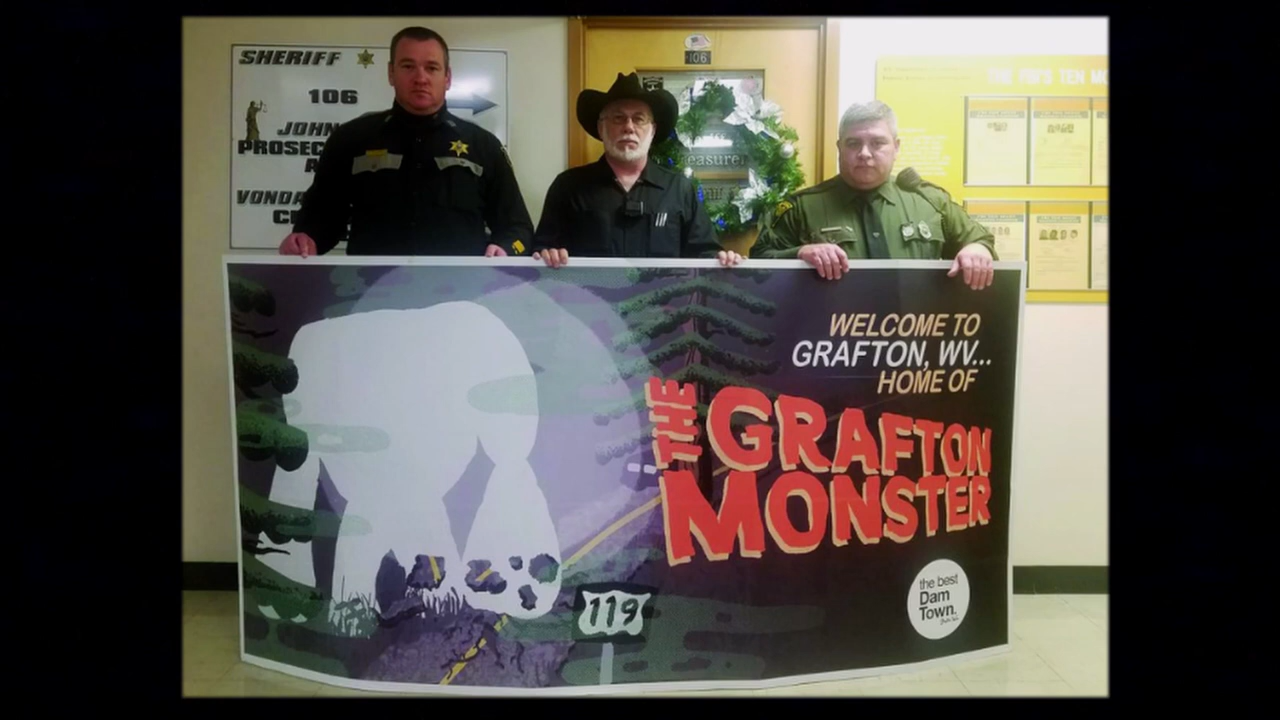 SHERIFF
106
JOHN
PROSEC
VONDA
106
easurer
WELCOME TO
GRAFTON, WV...
HOME OF
THE
GRAFTON
MONSTER
119
the best
Dam
Town.